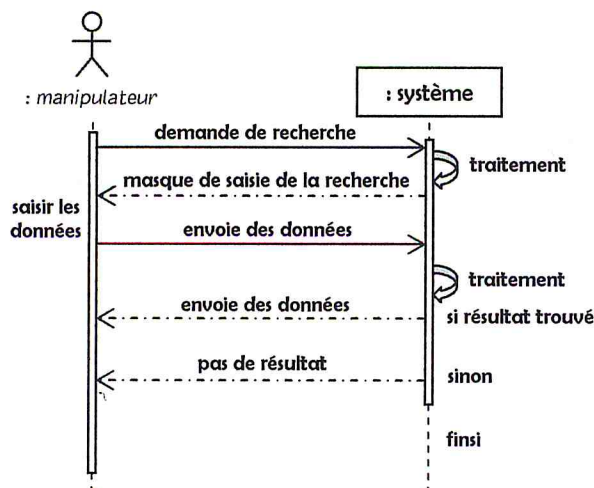 : manipulateur
: système
demande de recherche
traitement
masque de saisie de la recherche
saisir les
données
envoie des données
traitement
envoie des données
si résultat trouvé
pas de résultat
sinon
finsi